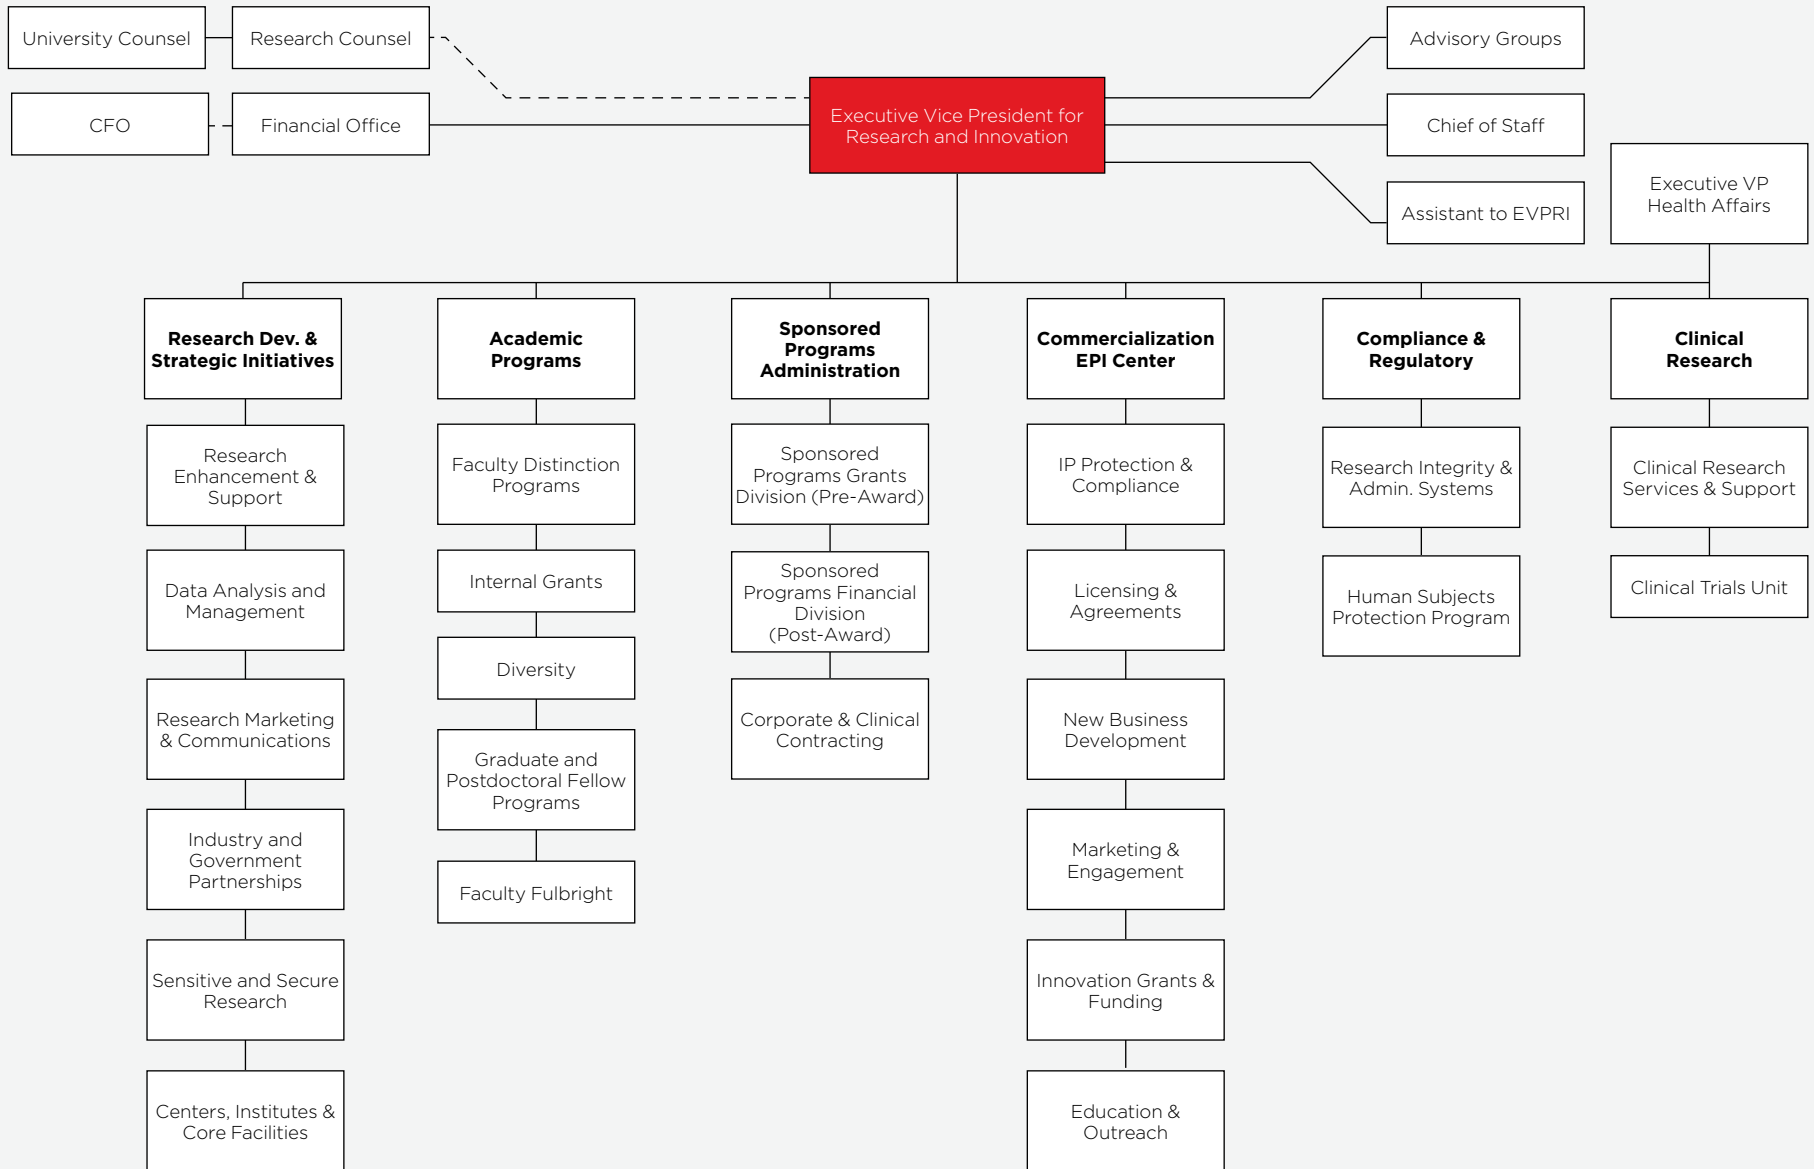 University Counsel
Research Counsel
Advisory Groups
CFO
Financial Office
Executive Vice President for
Research and Innovation
Chief of Staff
Assistant to EVPRI
Executive VP
Health Affairs
Research Dev. &
Strategic Initiatives
Research
Enhancement &
Support
Data Analysis and
Management
Research Marketing
& Communications
Industry and
Government
Partnerships
Sensitive and Secure
Research
Centers, Institutes &
Core Facilities
Academic
Programs
Faculty Distinction
Programs
Internal Grants
Diversity
Graduate and
Postdoctoral Fellow
Programs
Faculty Fulbright
Sponsored
Programs
Administration
Sponsored
Programs Grants
Division (Pre-Award)
Sponsored
Programs Financial
Division
(Post-Award)
Corporate & Clinical
Contracting
Commercialization
EPI Center
IP Protection &
Compliance
Licensing &
Agreements
New Business
Development
Marketing &
Engagement
Innovation Grants &
Funding
Education &
Outreach
Compliance &
Regulatory
Research Integrity &
Admin. Systems
Human Subjects
Protection Program
Clinical
Research
Clinical Research
Services & Support
Clinical Trials Unit